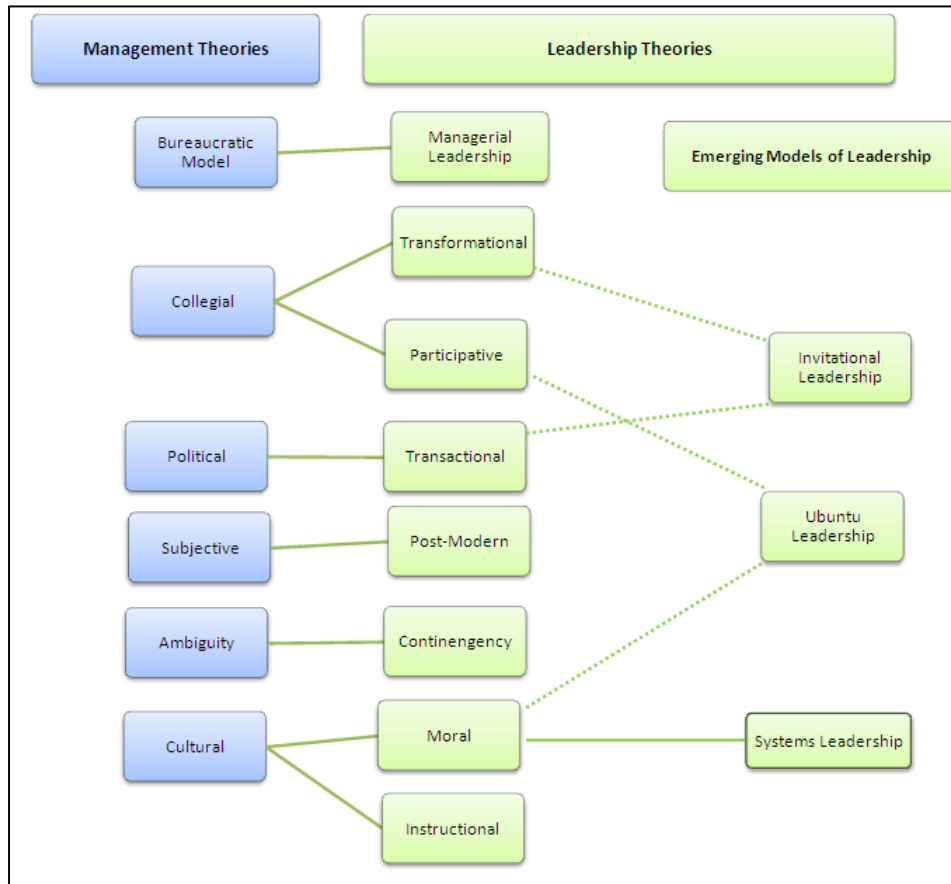 Management Theories
Leadership Theories
Bureaucratic
Model
Managerial
Leadership
Emerging Models of Leadership
Transformational
Collegial
Participative
Invitational
Leadership
Political
Transactional
Ubuntu
Leadership
Subjective
Post-Modern
Ambiguity
Continengency
Cultural
Moral
Systems Leadership
Instructional